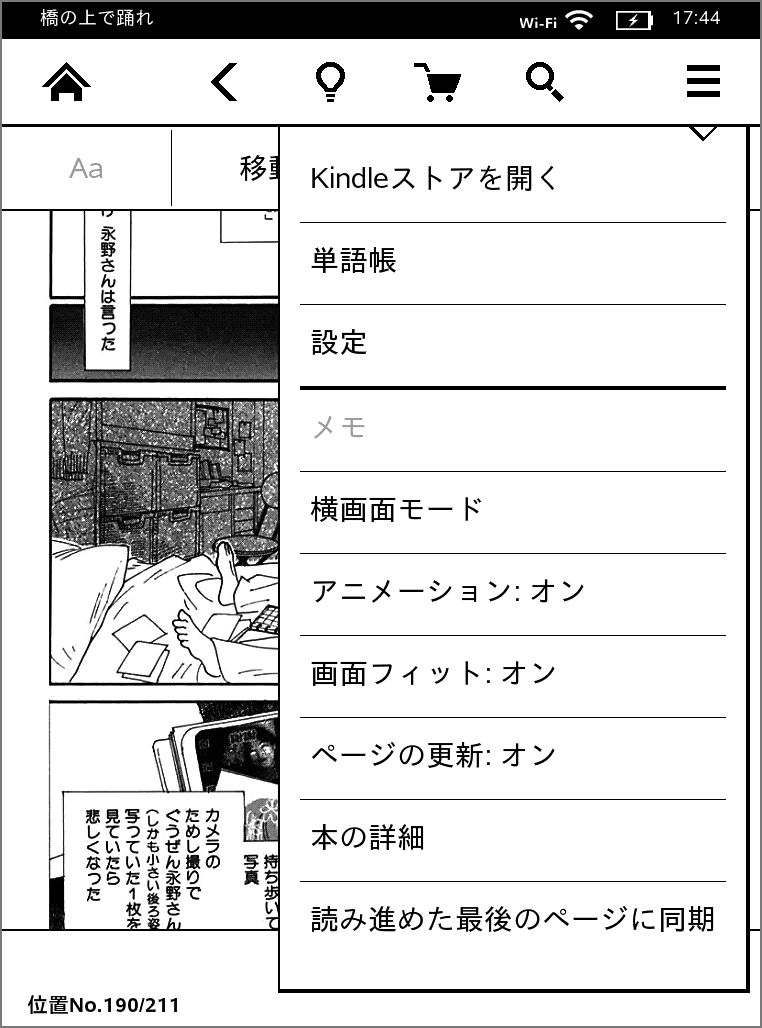 橋の上で踊れ
Wi-Fi
17:44
Aa
移動
Kindleストアを開く
単語帳
設定
メモ
横画面モード
アニメーション: オン
画面フィット: オン
ページの更新: オン
本の詳細
読み進めた最後のページに同期
永野さんは言つた
カメラの
ためし撮りで
ぐうぜん永野さん
(しかも小さい後ろ姿
写つていた1枚を
見ていたら
悲しくなつた
持ち歩いて
写真
位置No.190/211